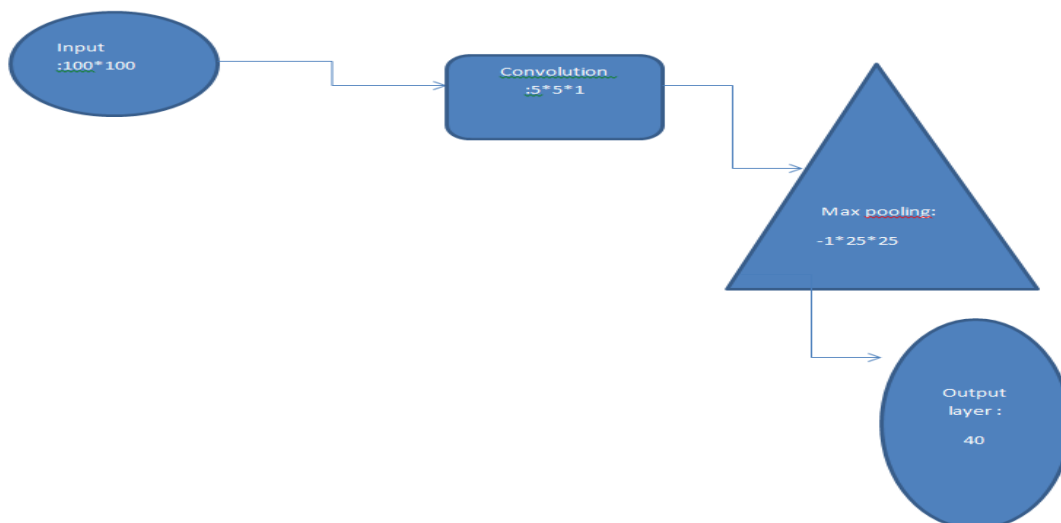 Input
:100*100
Convolution
:5*5*1
Max pooling:
-1*25*25
Output
layer :
40